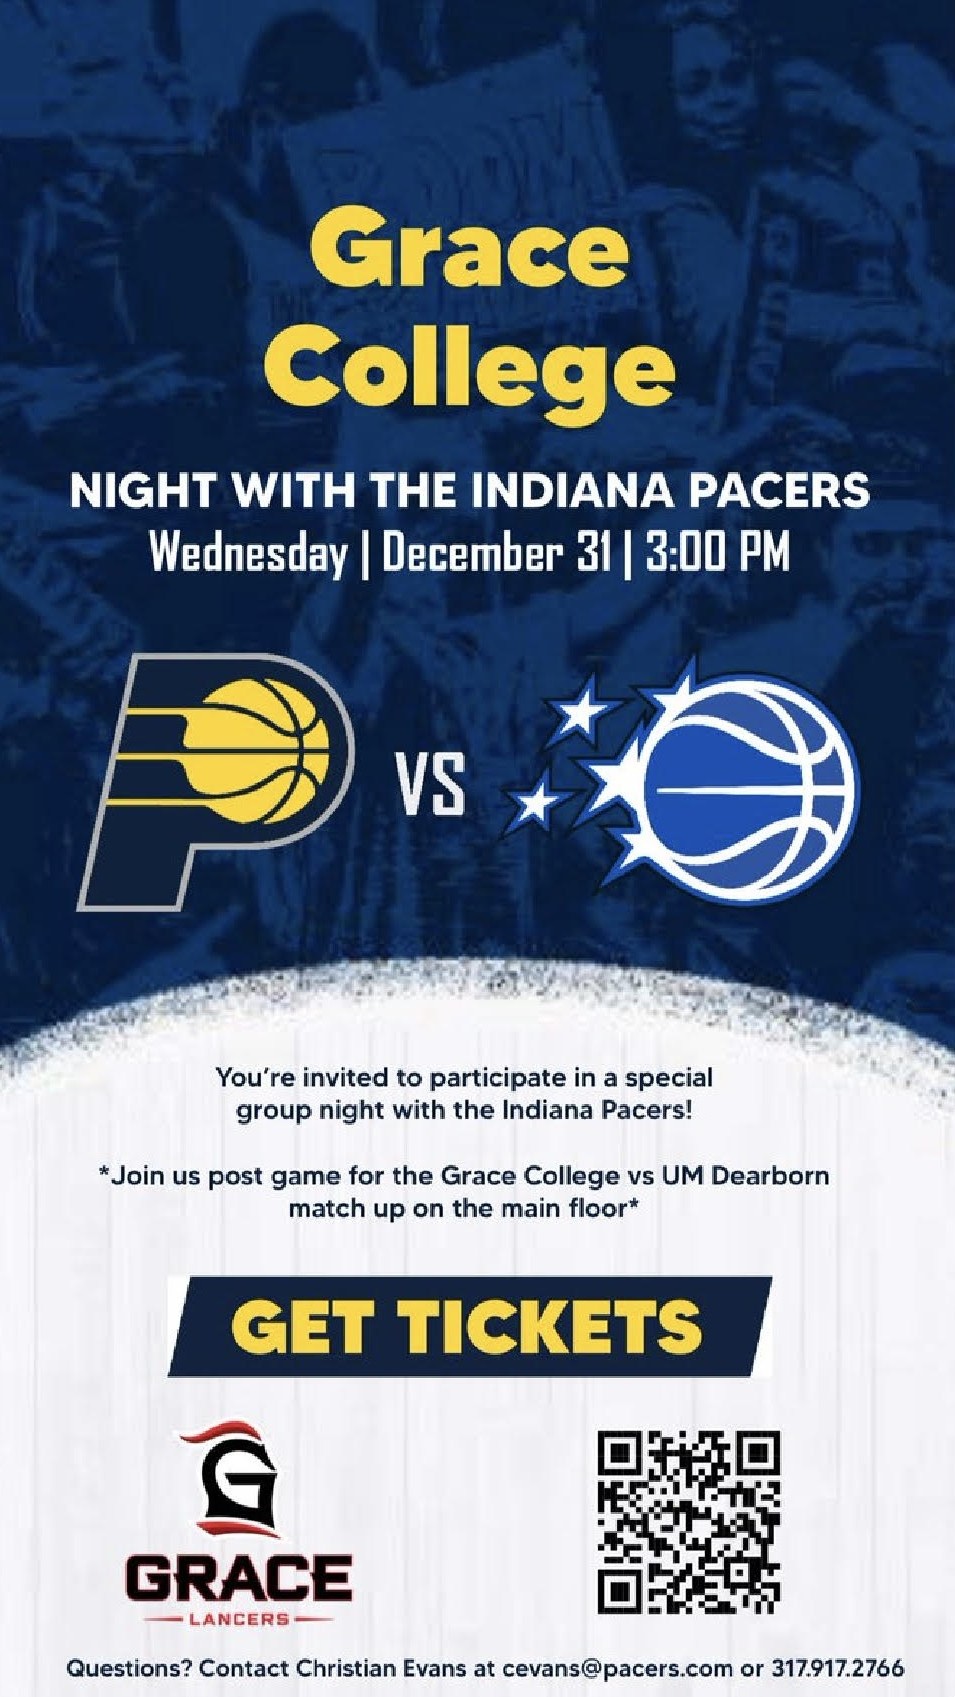 Grace
College
NIGHT WITH THE INDIANA PACERS
Wednesday | December 31 | 3:00 PM
VS
You're invited to participate in a special
group night with the Indiana Pacers!
*Join us post game for the Grace College vs UM Dearborn
match up on the main floor*
GET TICKETS
G
GRACE
LANCERS
Questions? Contact Christian Evans at cevans@pacers.com or 317.917.2766